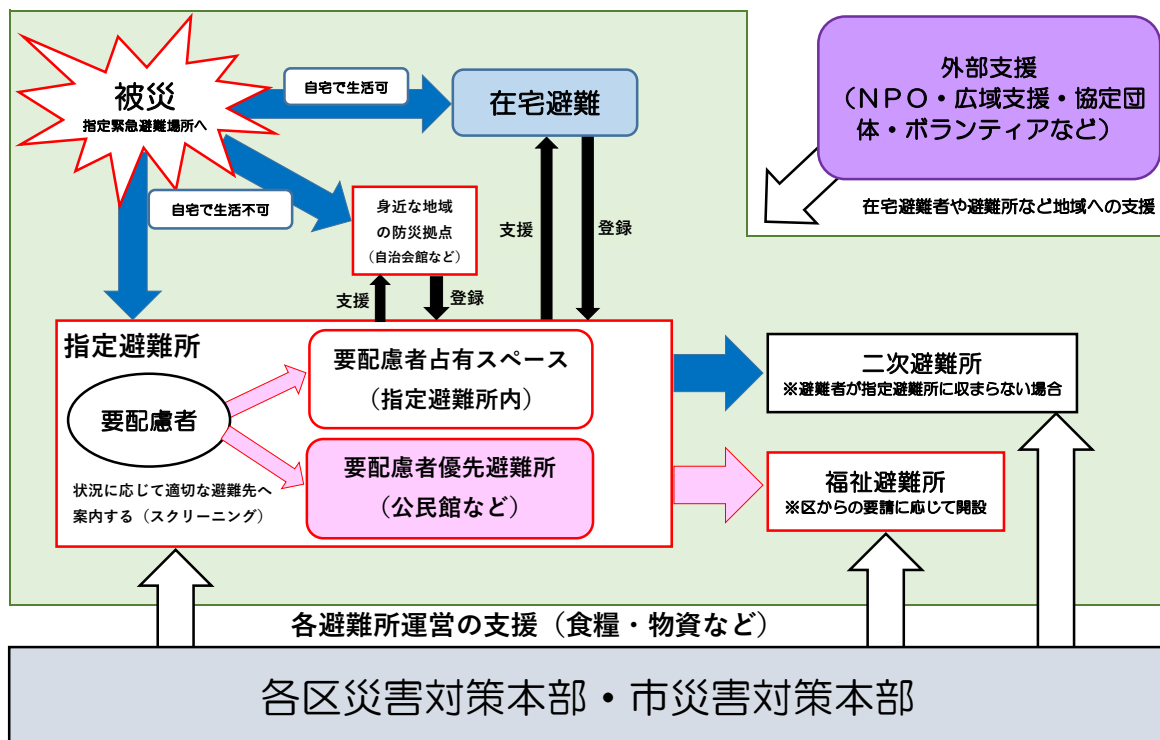 被災
指定緊急避難場所へ
自宅で生活可
在宅避難
外部支援
（ＮＰＯ・広域支援・協定団
体・ボランティアなど）
在宅避難者や避難所など地域への支援
自宅で生活不可
身近な地域
の防災拠点
（自治会館など）
支援
登録
支援
登録
指定避難所
要配慮者
状況に応じて適切な避難先へ
案内する（スクリーニング）
要配慮者占有スペース
（指定避難所内）
要配慮者優先避難所
（公民館など）
二次避難所
※避難者が指定避難所に収まらない場合
福祉避難所
※区からの要請に応じて開設
各避難所運営の支援（食糧・物資など）
各区災害対策本部・市災害対策本部